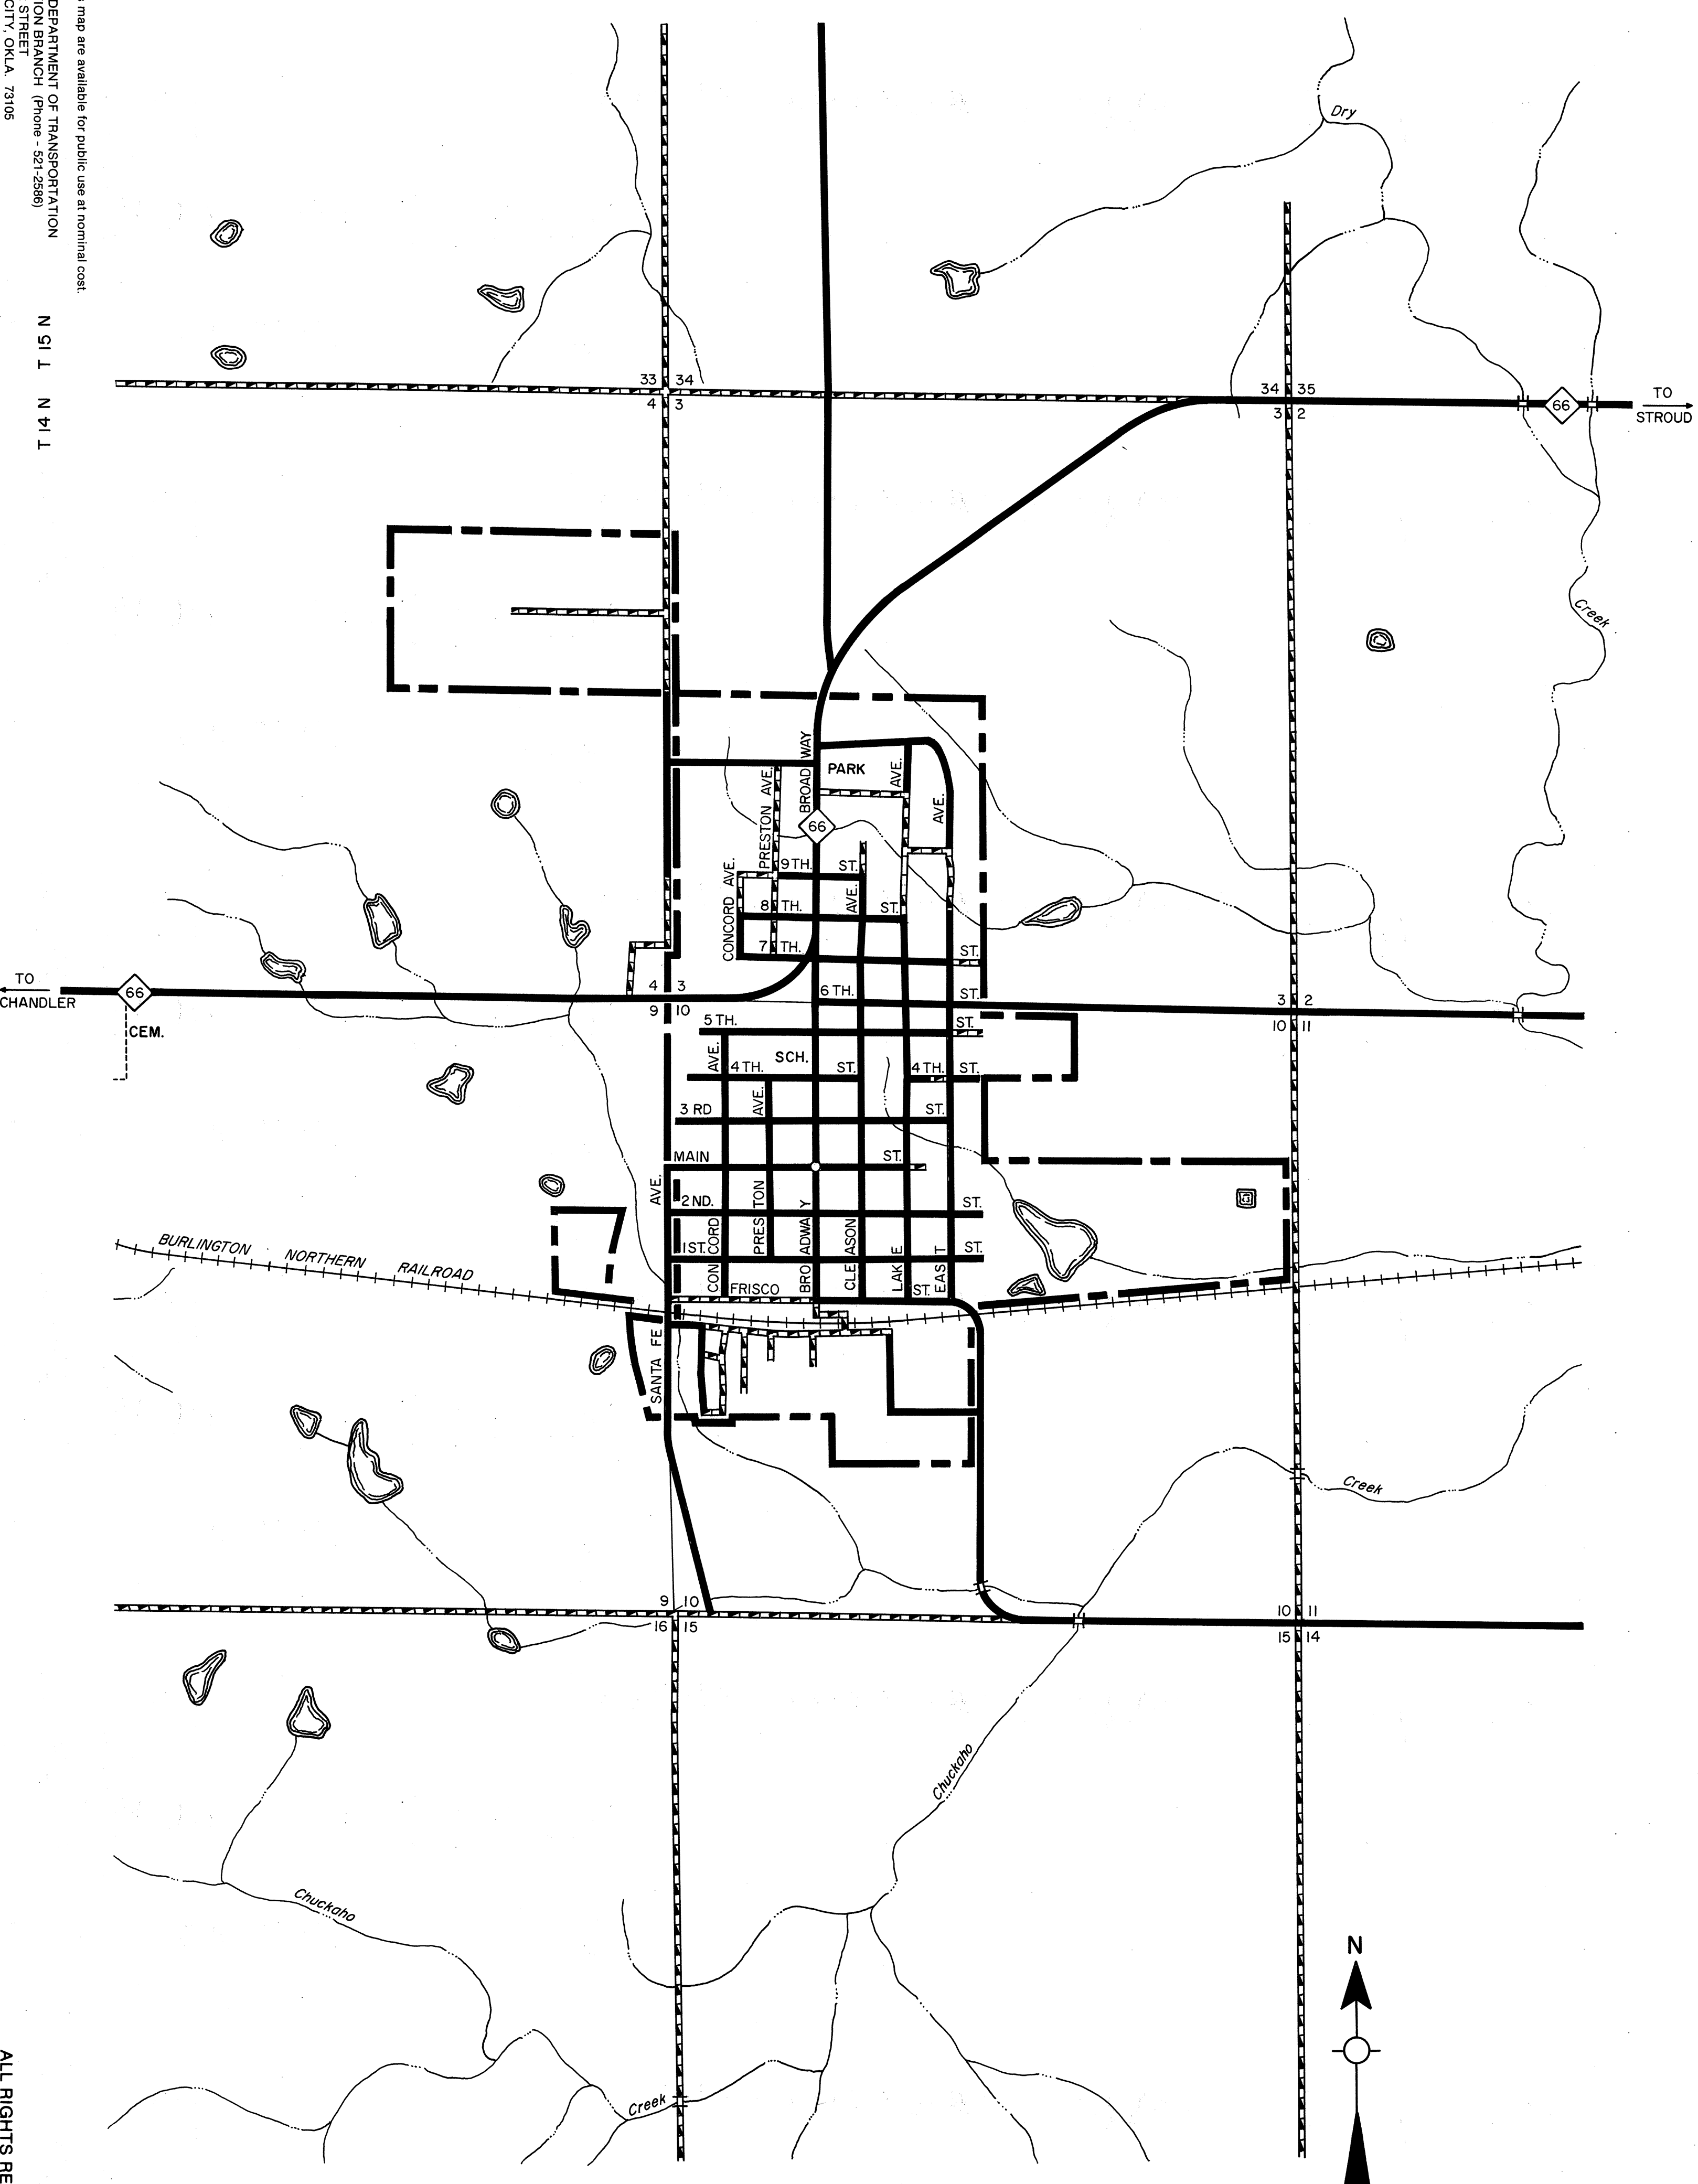 s map are available for public use at nominal cost.
DEPARTMENT OF TRANSPORTATION
ION BRANCH (Phone - 521-2586)
STREET
CITY, OKLA. 73105
T 15 N
T 14 N
Dry
33 34
4 3
34 35
3 2
66
TO
STROUD
Creek
BROADWAY
PARK
AVE.
AVE.
PRESTON AVE.
66
CONCORD AVE.
9 TH. ST.
AVE.
8 TH. ST.
7 TH. ST.
TO
CHANDLER
66
CEM.
4 3
9 10
6 TH. ST.
3 2
10 11
5 TH. ST.
SCH.
AVE.
4 TH. ST.
4 TH. ST.
AVE.
3 RD ST.
MAIN ST.
AVE.
2 ND. ST.
1 ST. ST.
CONCORD
PRESTON
BROADWAY
CLEASON
LAKE
EAST
FRISCO ST.
BURLINGTON NORTHERN RAILROAD
SANTA FE
Creek
9 10
16 15
10 11
15 14
Chuckaho
Chuckaho
Creek
N
ALL RIGHTS RE